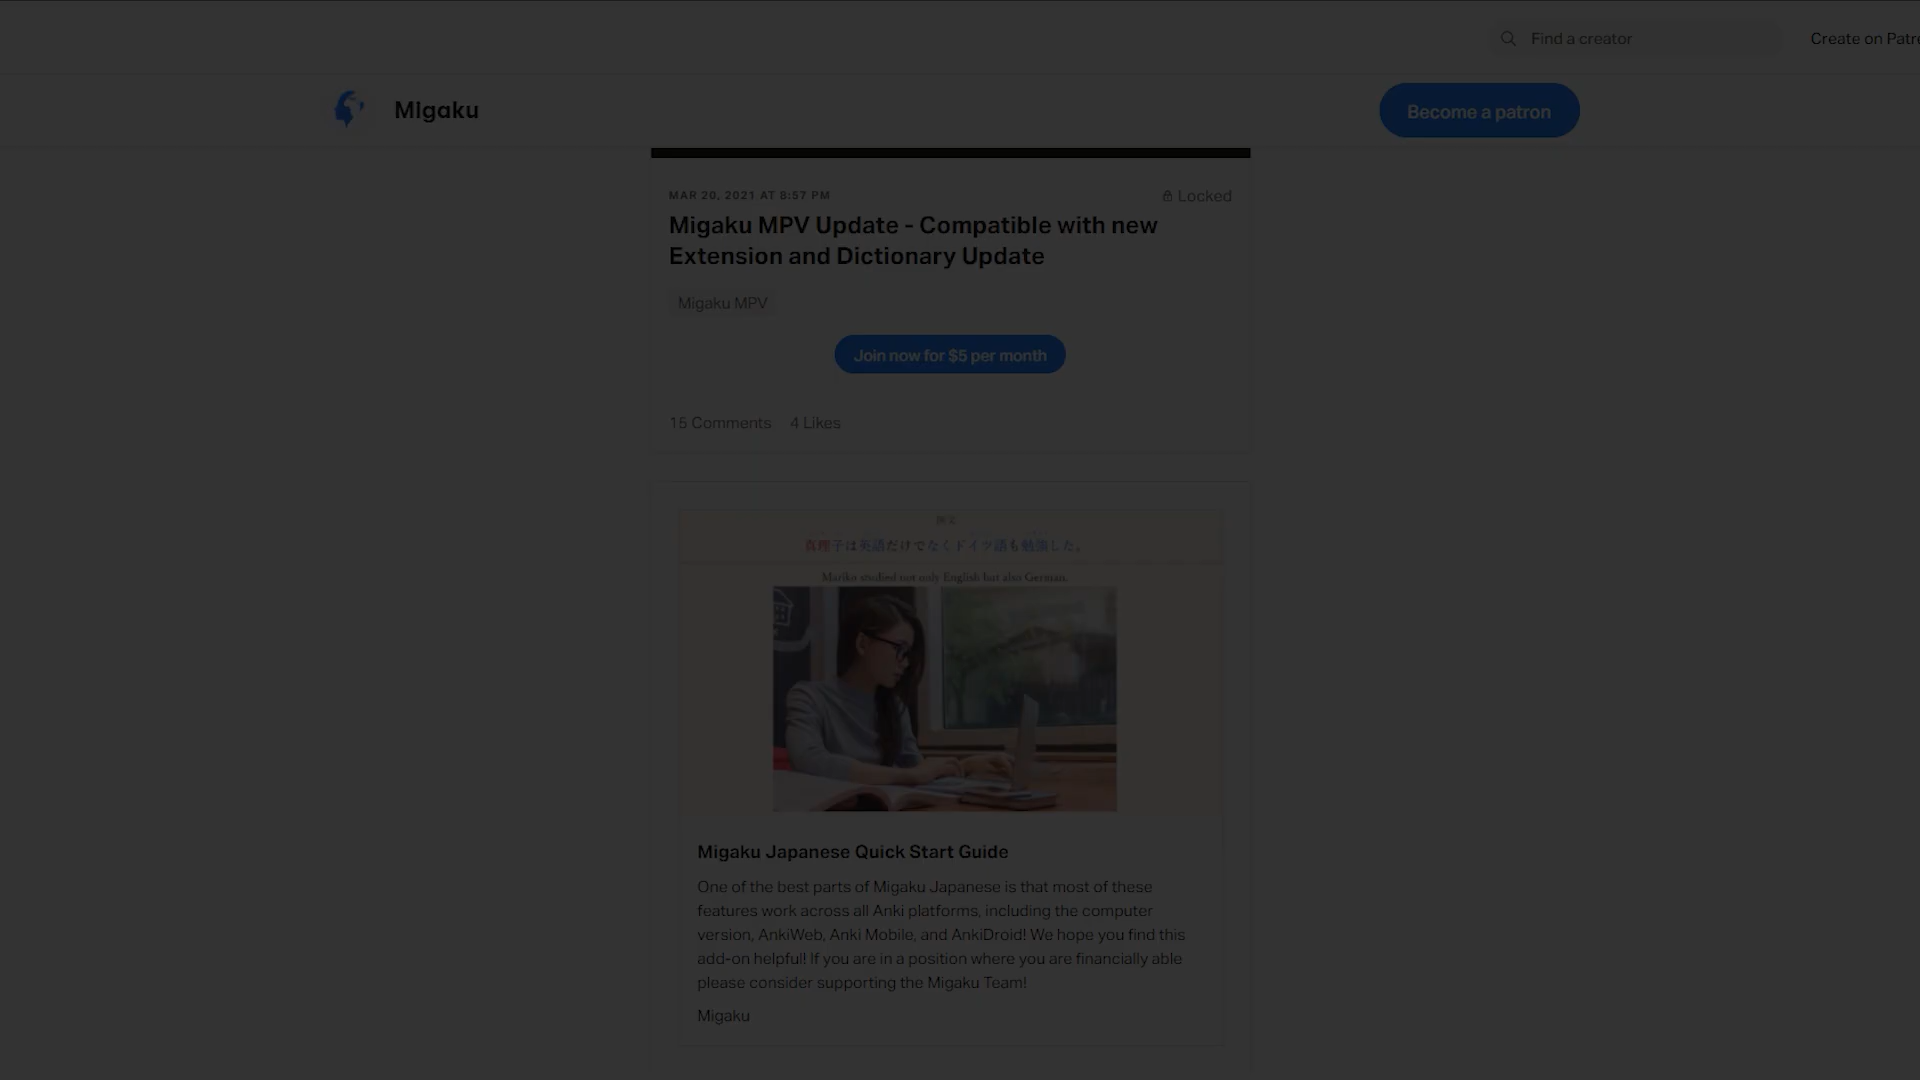 Find a creator
Create on Patre
Migaku
Become a patron
MAR 20, 2021 AT 8:57 PM
Locked
Migaku MPV Update - Compatible with new
Extension and Dictionary Update
Migaku MPV
Join now for $5 per month
15 Comments 4 Likes
真理子は英語だけでなくドイツ語も勉強した。
Mariko studied not only English but also German.
Migaku Japanese Quick Start Guide
One of the best parts of Migaku Japanese is that most of these
features work across all Anki platforms, including the computer
version, AnkiWeb, Anki Mobile, and AnkiDroid! We hope you find this
add-on helpful! If you are in a position where you are financially able
please consider supporting the Migaku Team!
Migaku